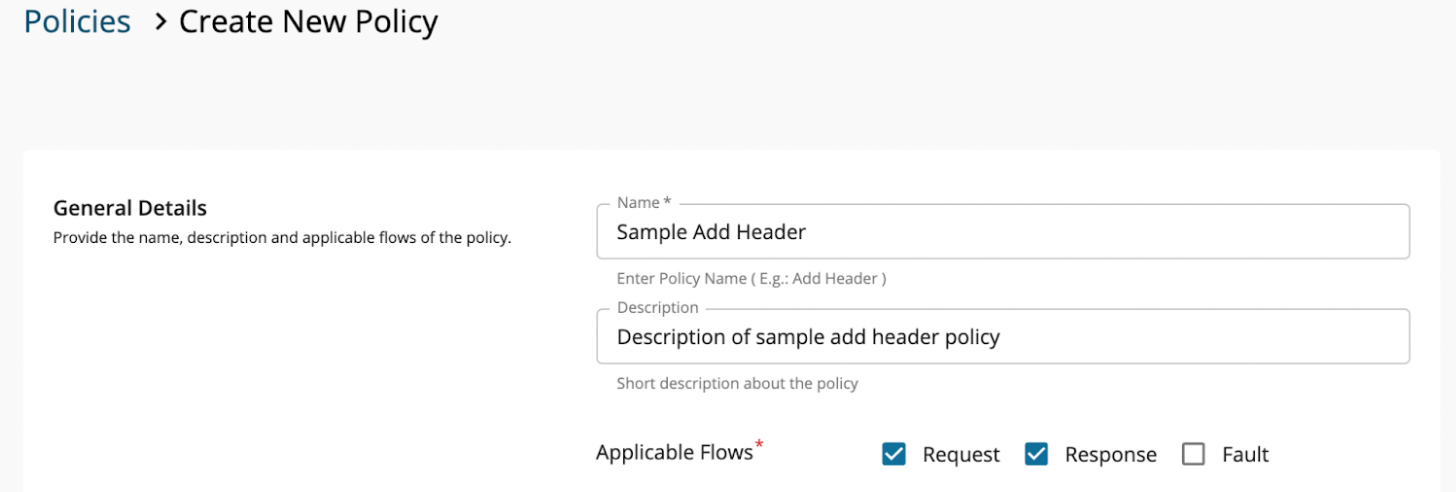 Policies > Create New Policy
General Details
Provide the name, description and applicable flows of the policy.
Name *
Sample Add Header
Enter Policy Name ( E.g.: Add Header )
Description
Description of sample add header policy
Short description about the policy
Applicable Flows* Request Response Fault